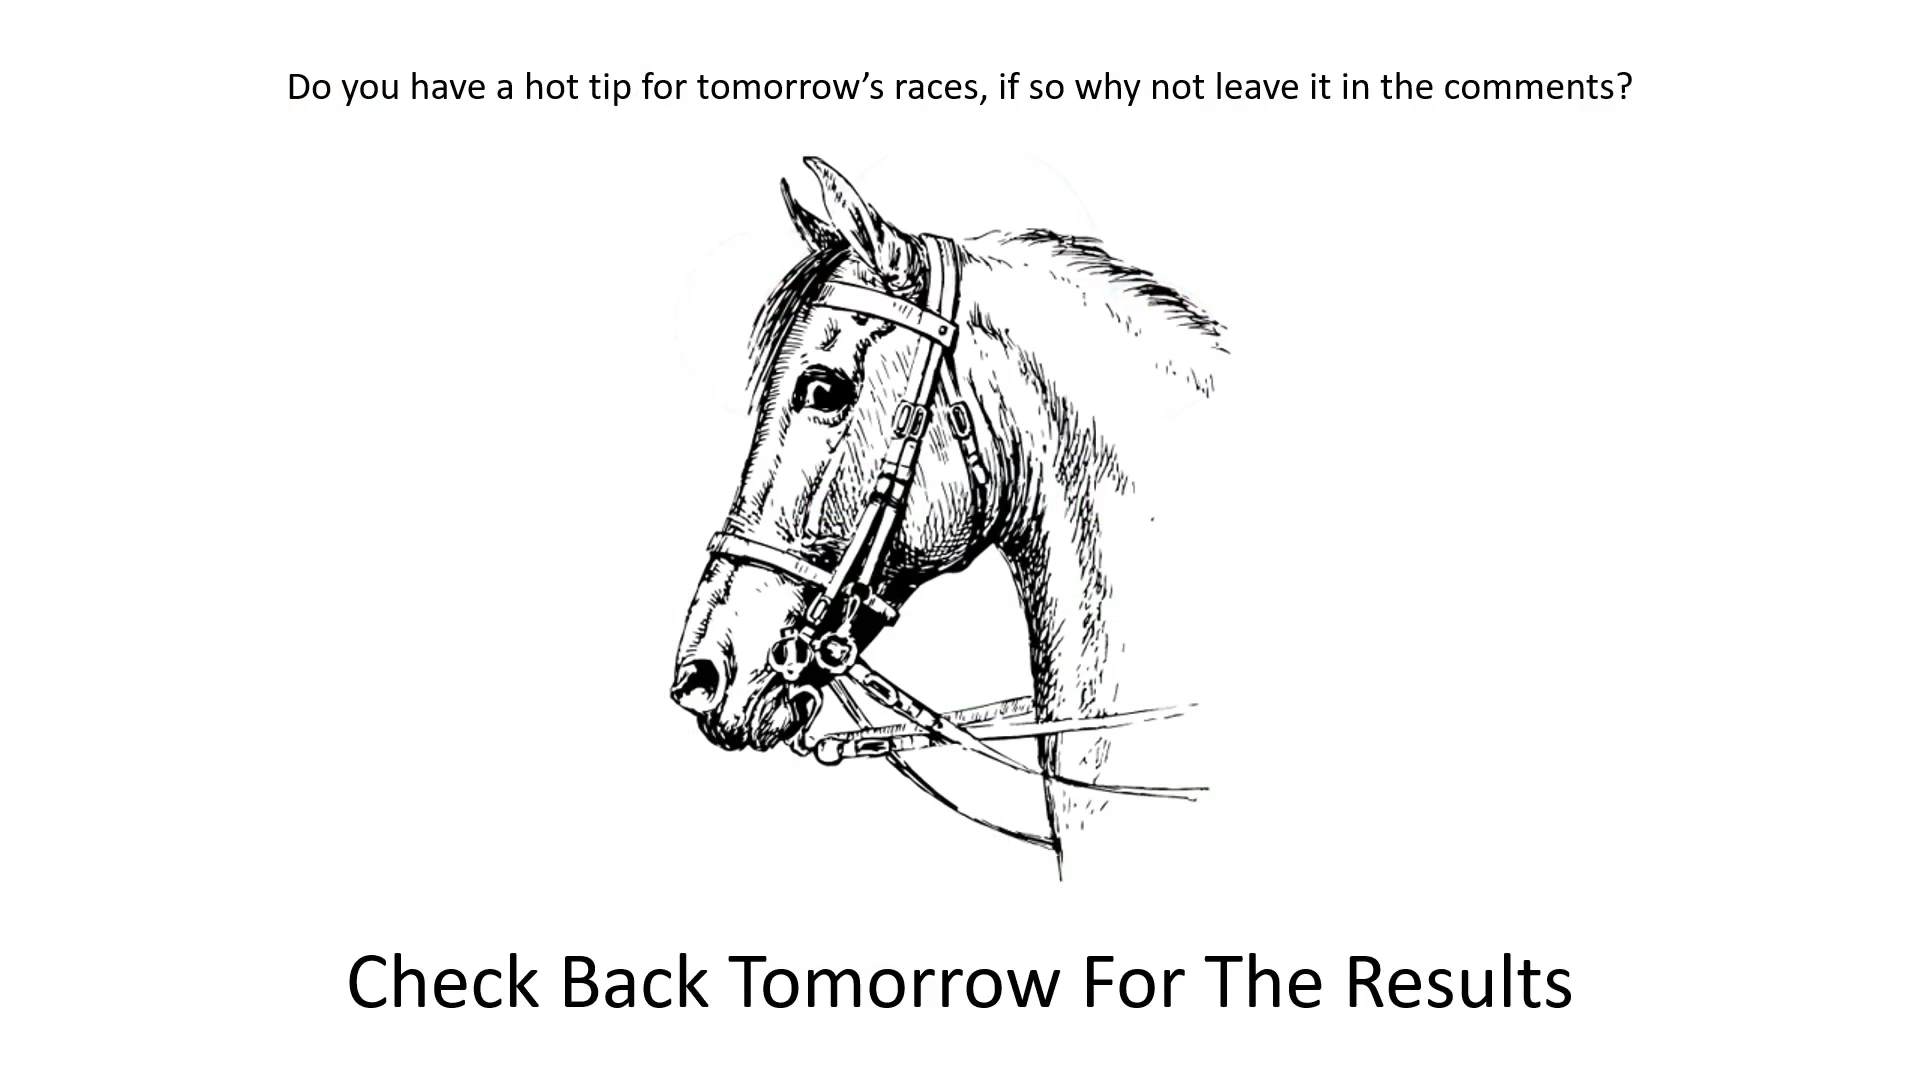 Do you have a hot tip for tomorrow’s races, if so why not leave it in the comments?
Check Back Tomorrow For The Results